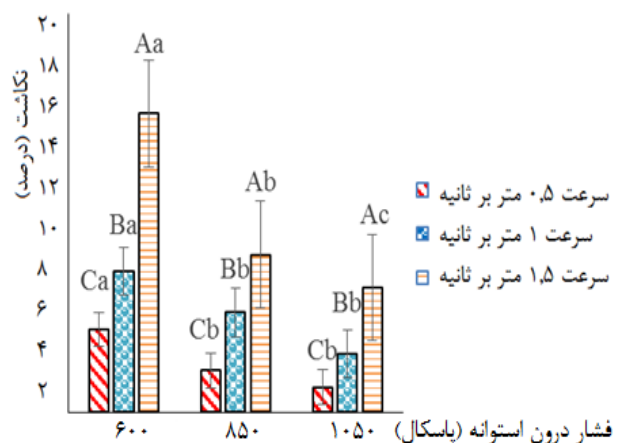 نکاشت (درصد)
۲۰
۱۸
۱۶
۱۴
۱۲
۱۰
۸
۶
۴
۲
Ca
Ba
Aa
Cb
Bb
Ab
Cb
Bb
Ac
سرعت ۰,۵ متر بر ثانیه
سرعت ۱ متر بر ثانیه
سرعت ۱,۵ متر بر ثانیه
۶۰۰
۸۵۰
۱۰۵۰
فشار درون استوانه (پاسکال)